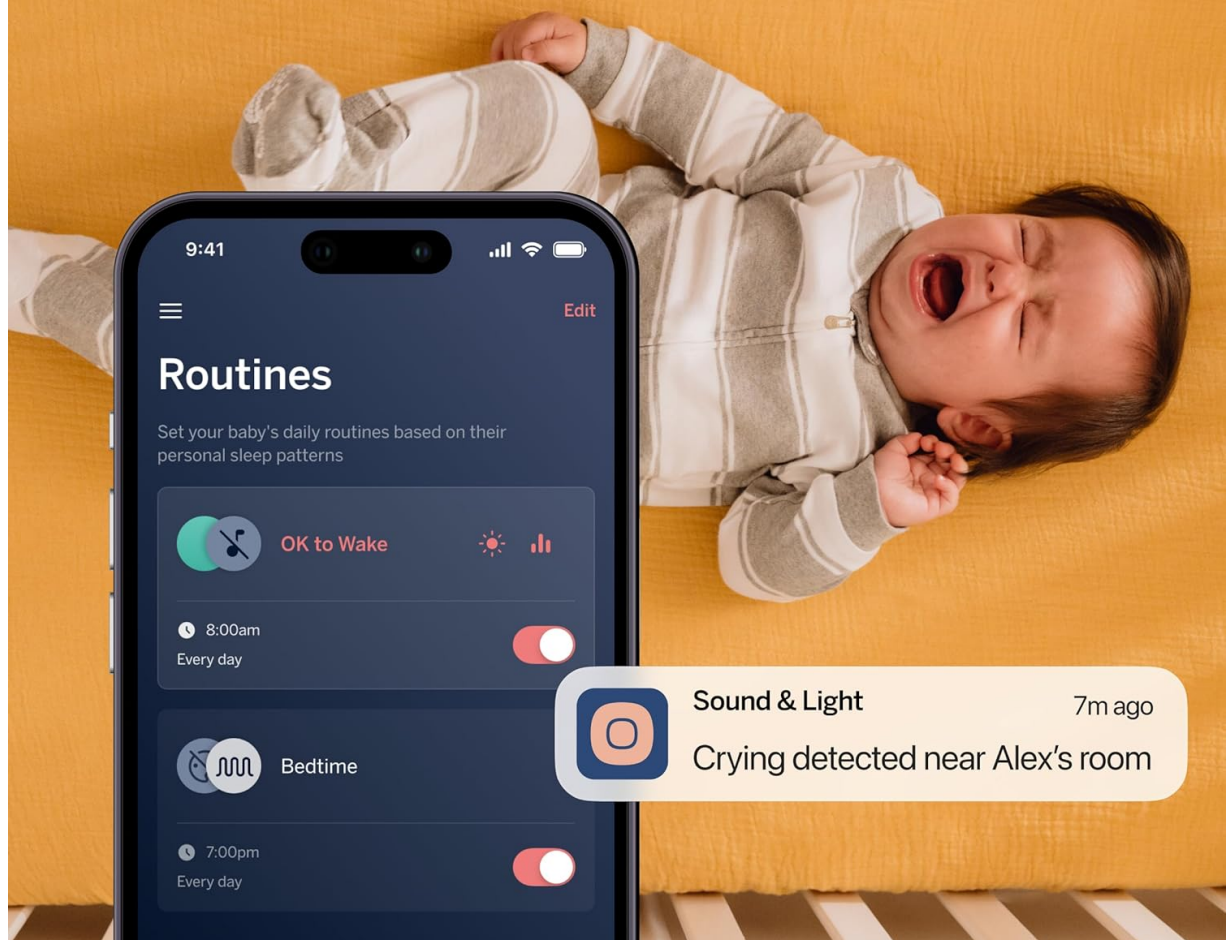 9:41
Edit
Routines
Set your baby's daily routines based on their
personal sleep patterns
OK to Wake
8:00am
Every day
Sound & Light
7m ago
Crying detected near Alex's room
Bedtime
7:00pm
Every day